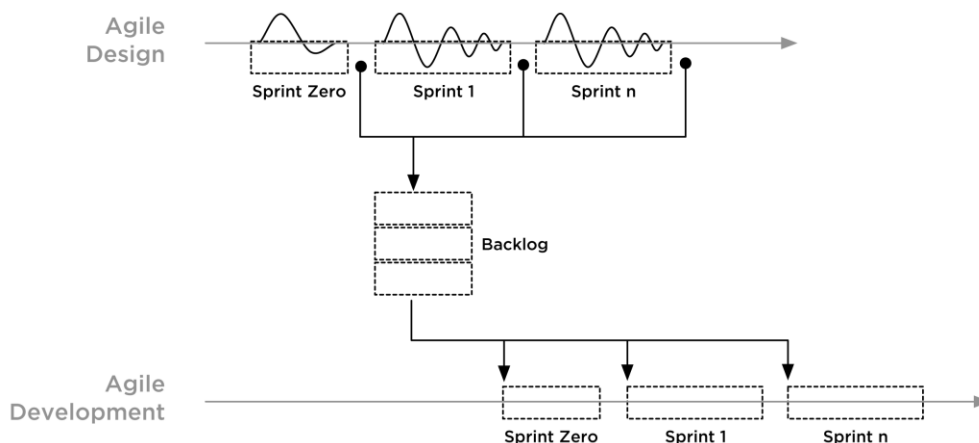 Agile
Design
Sprint Zero
Sprint 1
Sprint n
Backlog
Agile
Development
Sprint Zero
Sprint 1
Sprint n